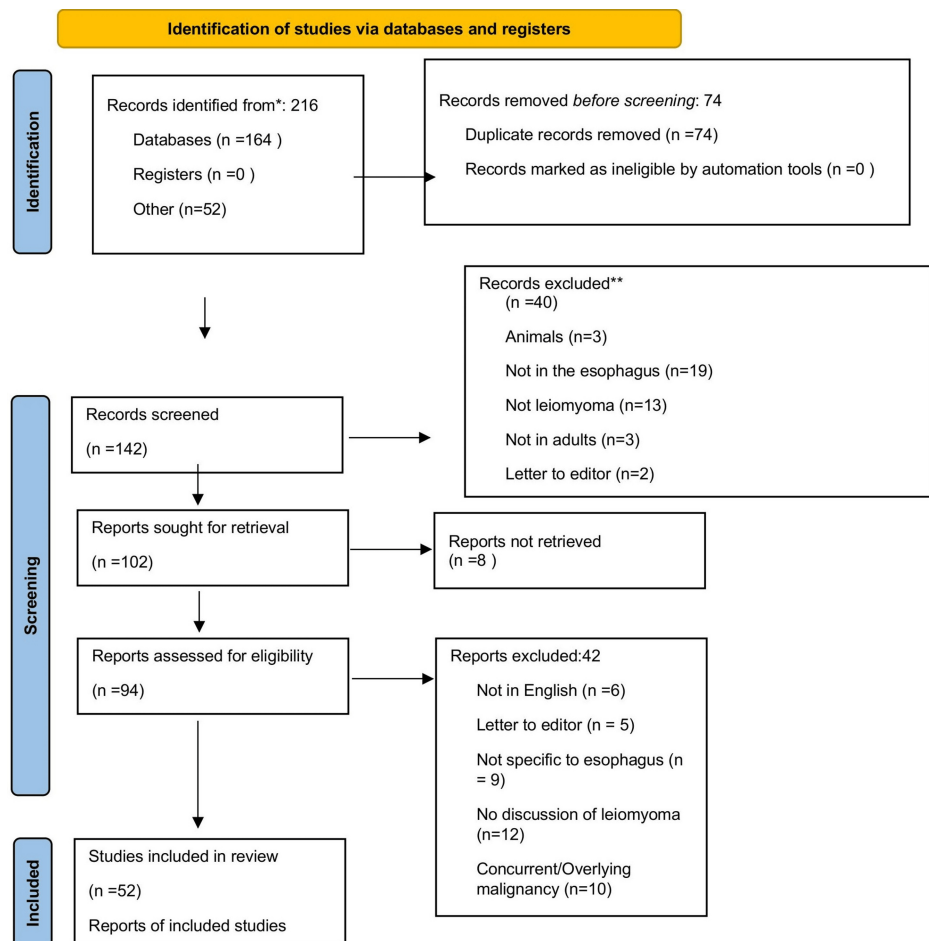 Identification of studies via databases and registers
Identification
Records identified from*: 216
Databases (n =164 )
Registers (n =0 )
Other (n=52)
Records removed before screening: 74
Duplicate records removed (n =74)
Records marked as ineligible by automation tools (n =0 )
Records excluded**
(n =40)
Animals (n=3)
Not in the esophagus (n=19)
Not leiomyoma (n=13)
Not in adults (n=3)
Letter to editor (n=2)
Screening
Records screened
(n =142)
Reports sought for retrieval
(n =102)
Reports not retrieved
(n =8 )
Reports assessed for eligibility
(n =94)
Reports excluded:42
Not in English (n =6)
Letter to editor (n = 5)
Not specific to esophagus (n
= 9)
No discussion of leiomyoma
(n=12)
Concurrent/Overlying
malignancy (n=10)
Included
Studies included in review
(n =52)
Reports of included studies